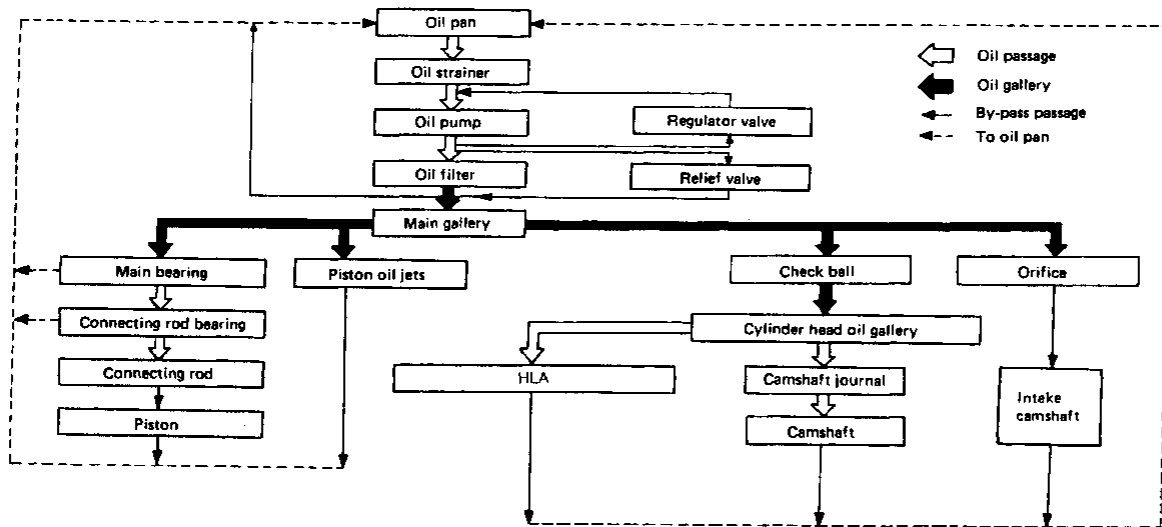 Oil pan
Oil strainer
Oil pump
Oil filter
Main gallery
Regulator valve
Relief valve
Oil passage
Oil gallery
By-pass passage
To oil pan
Main bearing
Piston oil jets
Check ball
Orifice
Connecting rod bearing
Cylinder head oil gallery
Connecting rod
HLA
Camshaft journal
Inteke
camshaft
Piston
Camshaft